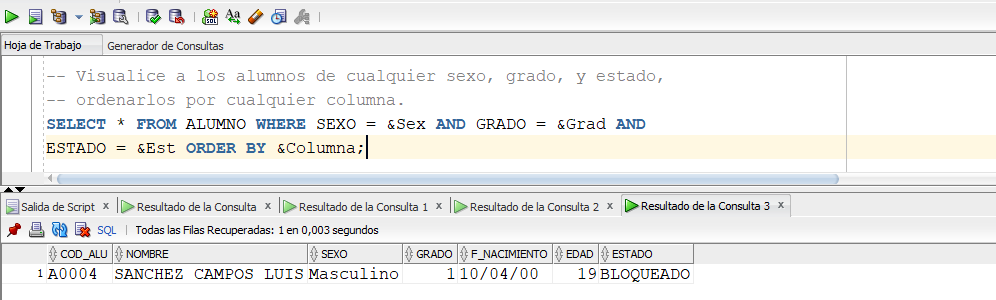 SQL
Aa
Hoja de Trabajo Generador de Consultas
-- Visualice a los alumnos de cualquier sexo, grado, y estado,
-- ordenarlos por cualquier columna.
SELECT * FROM ALUMNO WHERE SEXO = &Sex AND GRADO = &Grad AND
ESTADO = &Est ORDER BY &Columna;
Salida de Script x Resultado de la Consulta x Resultado de la Consulta 1 x Resultado de la Consulta 2 x Resultado de la Consulta 3 x
SQL | Todas las Filas Recuperadas: 1 en 0,003 segundos
COD_ALU NOMBRE SEXO GRADO F_NACIMIENTO EDAD ESTADO
1 A0004 SANCHEZ CAMPOS LUIS Masculino 1 10/04/00 19 BLOQUEADO